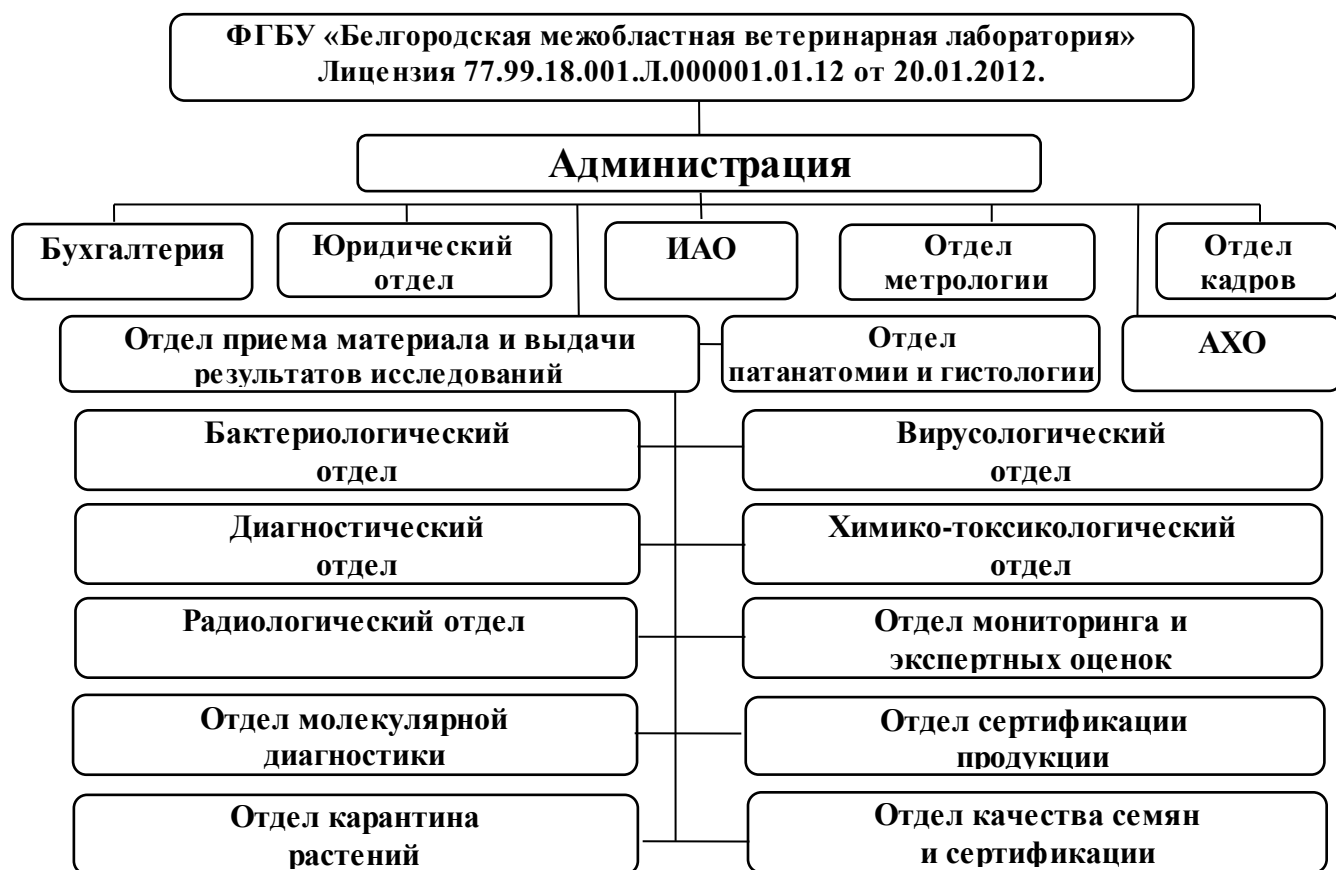 ФГБУ «Белгородская межобластная ветеринарная лаборатория»
Лицензия 77.99.18.001.Л.000001.01.12 от 20.01.2012.
Администрация
Бухгалтерия
Юридический
отдел
ИАО
Отдел
метрологии
Отдел
кадров
Отдел приема материала и выдачи
результатов исследований
Отдел
патанатомии и гистологии
АХО
Бактериологический
отдел
Вирусологический
отдел
Диагностический
отдел
Химико-токсикологический
отдел
Радиологический отдел
Отдел мониторинга и
экспертных оценок
Отдел молекулярной
диагностики
Отдел сертификации
продукции
Отдел карантина
растений
Отдел качества семян
и сертификации